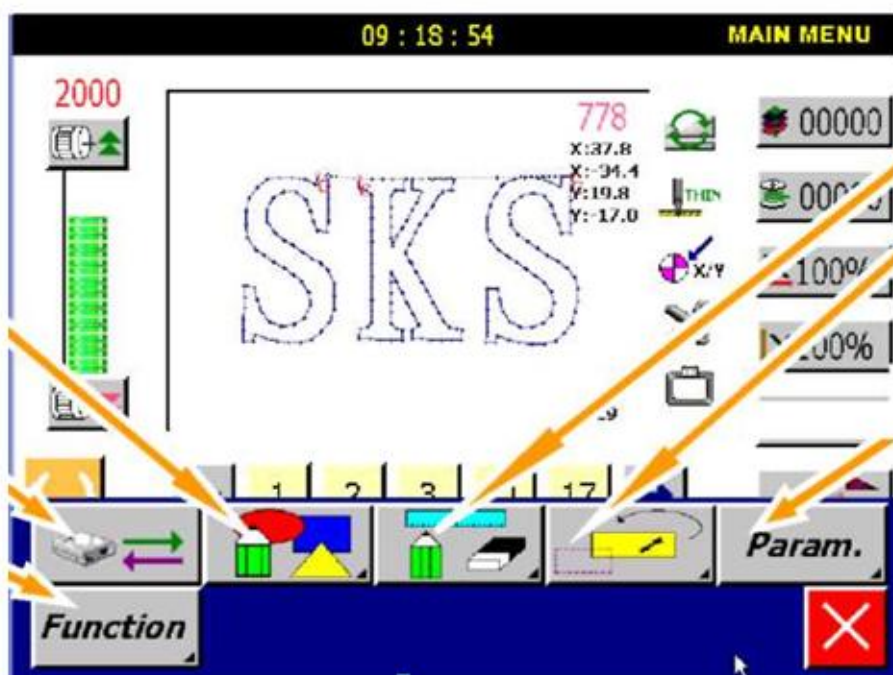 09 : 18 : 54 MAIN MENU
2000
778
X:37.8
X:-34.4
Y:19.8
Y:-17.0
SKS
THIN
X/Y
00000
100%
100%
1 2 3 17
Param.
Function